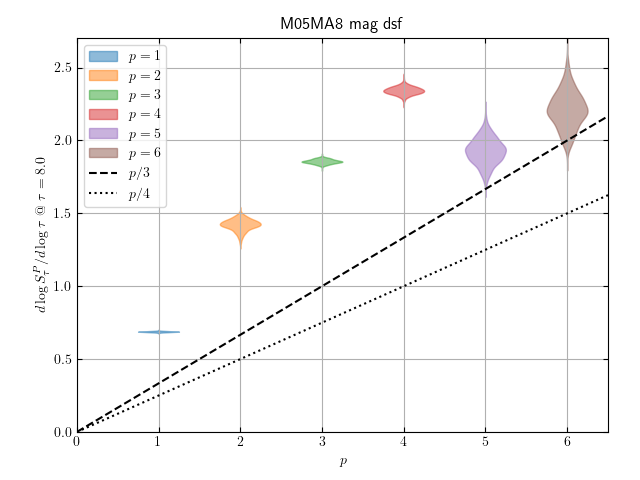 M05MA8 mag dsf
p = 1
p = 2
p = 3
p = 4
p = 5
p = 6
p/3
p/4
d log S_τ^P / d log τ @ τ = 8.0
2.5
2.0
1.5
1.0
0.5
0.0
0 1 2 3 4 5 6
p